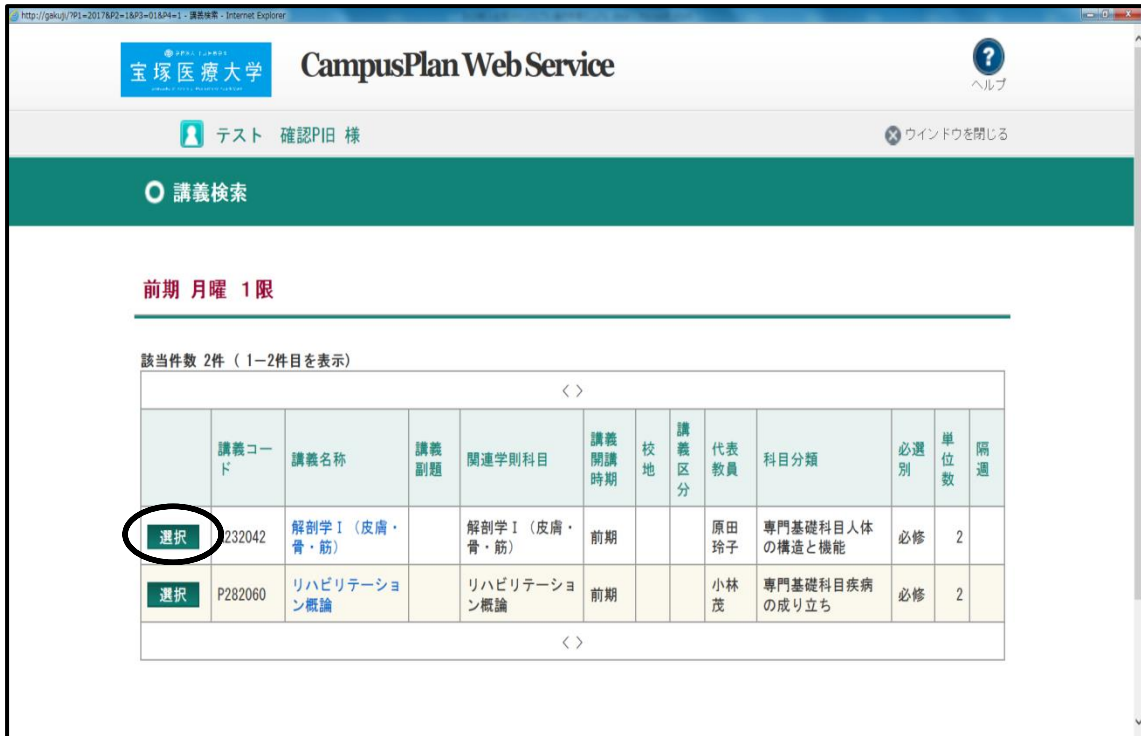 http://gakuji/?P1=2017&P2=1&P3=01&P4=1 - 講義検索 - Internet Explorer
宝塚医療大学
CampusPlan Web Service
ヘルプ
テスト 確認PI旧 様
ウインドウを閉じる
講義検索
前期 月曜 1限
該当件数 2件 ( 1－2件目を表示)
< >
講義コード 講義名称 講義副題 関連学則科目 講義開講時期 校地 講義区分 代表教員 科目分類 必選別 単位数 隔週
選択 232042 解剖学Ⅰ（皮膚・骨・筋） 解剖学Ⅰ（皮膚・骨・筋） 前期 原田玲子 専門基礎科目人体の構造と機能 必修 2
選択 P282060 リハビリテーション概論 リハビリテーション概論 前期 小林茂 専門基礎科目疾病の成り立ち 必修 2
< >